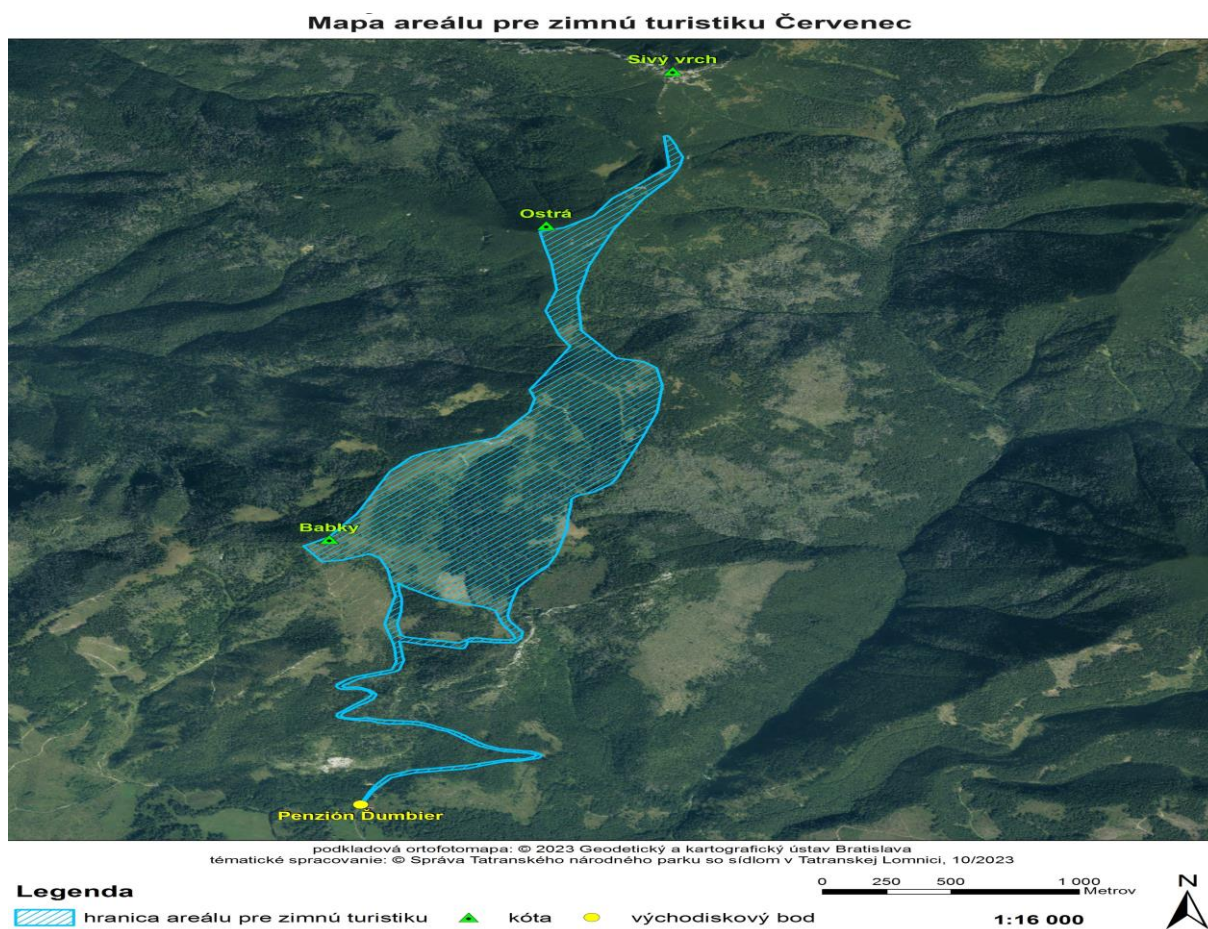 Mapa areálu pre zimnú turistiku Červenec
Sivý vrch
Ostrá
Babky
Penzión Ďumbier
podkladová ortofotomapa: © 2023 Geodetický a kartografický ústav Bratislava
tématické spracovanie: © Správa Tatranského národného parku so sídlom v Tatranskej Lomnici, 10/2023
Legenda
hranica areálu pre zimnú turistiku
kóta
východiskový bod
0 250 500 1 000
Metrov
1:16 000
N